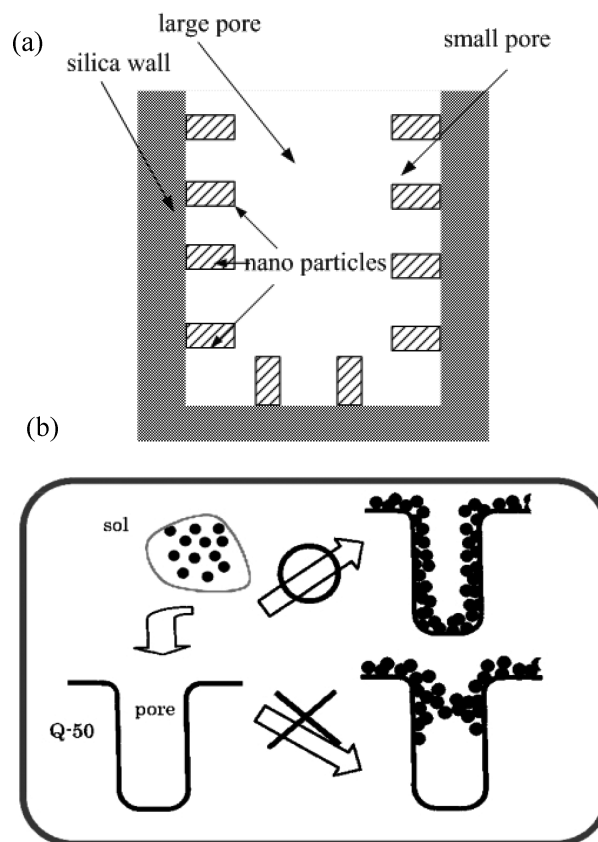 (a)
large pore
small pore
silica wall
nano particles
(b)
sol
pore
Q-50